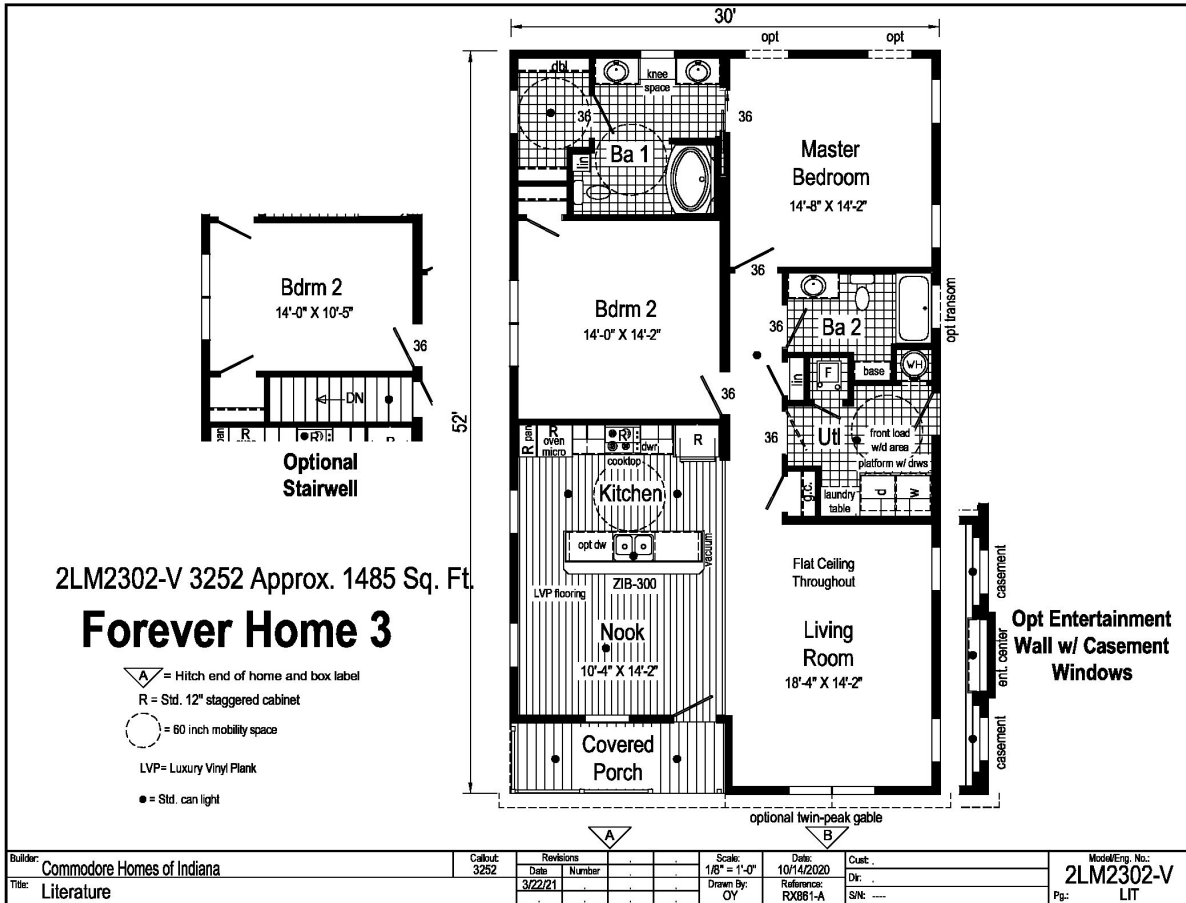 30'
opt
opt
dbl
knee
space
36
36
Ba 1
lin
Master
Bedroom
14'-8" X 14'-2"
Bdrm 2
14'-0" X 10'-5"
36
DN
R pan
R
R
R
Optional
Stairwell
52'
Bdrm 2
14'-0" X 14'-2"
36
36
36
Ba 2
opt transom
lin
F
base
WH
36
Utl
front load
w/d area
platform w/ drws
g.c.
laundry
table
d
w
R pan
R
oven
micro
R
dwr
R
cooktop
Kitchen
opt dw
vacuum
ZIB-300
LVP flooring
Nook
10'-4" X 14'-2"
Flat Ceiling
Throughout
Living
Room
18'-4" X 14'-2"
Covered
Porch
optional twin-peak gable
A
B
casement
ent. center
casement
Opt Entertainment
Wall w/ Casement
Windows
2LM2302-V 3252 Approx. 1485 Sq. Ft.
Forever Home 3
A = Hitch end of home and box label
R = Std. 12" staggered cabinet
= 60 inch mobility space
LVP= Luxury Vinyl Plank
= Std. can light
Builder: Commodore Homes of Indiana
Title: Literature
Callout:
3252
Revisions
Date Number
3/22/21
Scale:
1/8" = 1'-0"
Drawn By:
OY
Date:
10/14/2020
Reference:
RX861-A
Cust: .
Dlr: .
S/N: ----
Model/Eng. No.:
2LM2302-V
Pg.: LIT